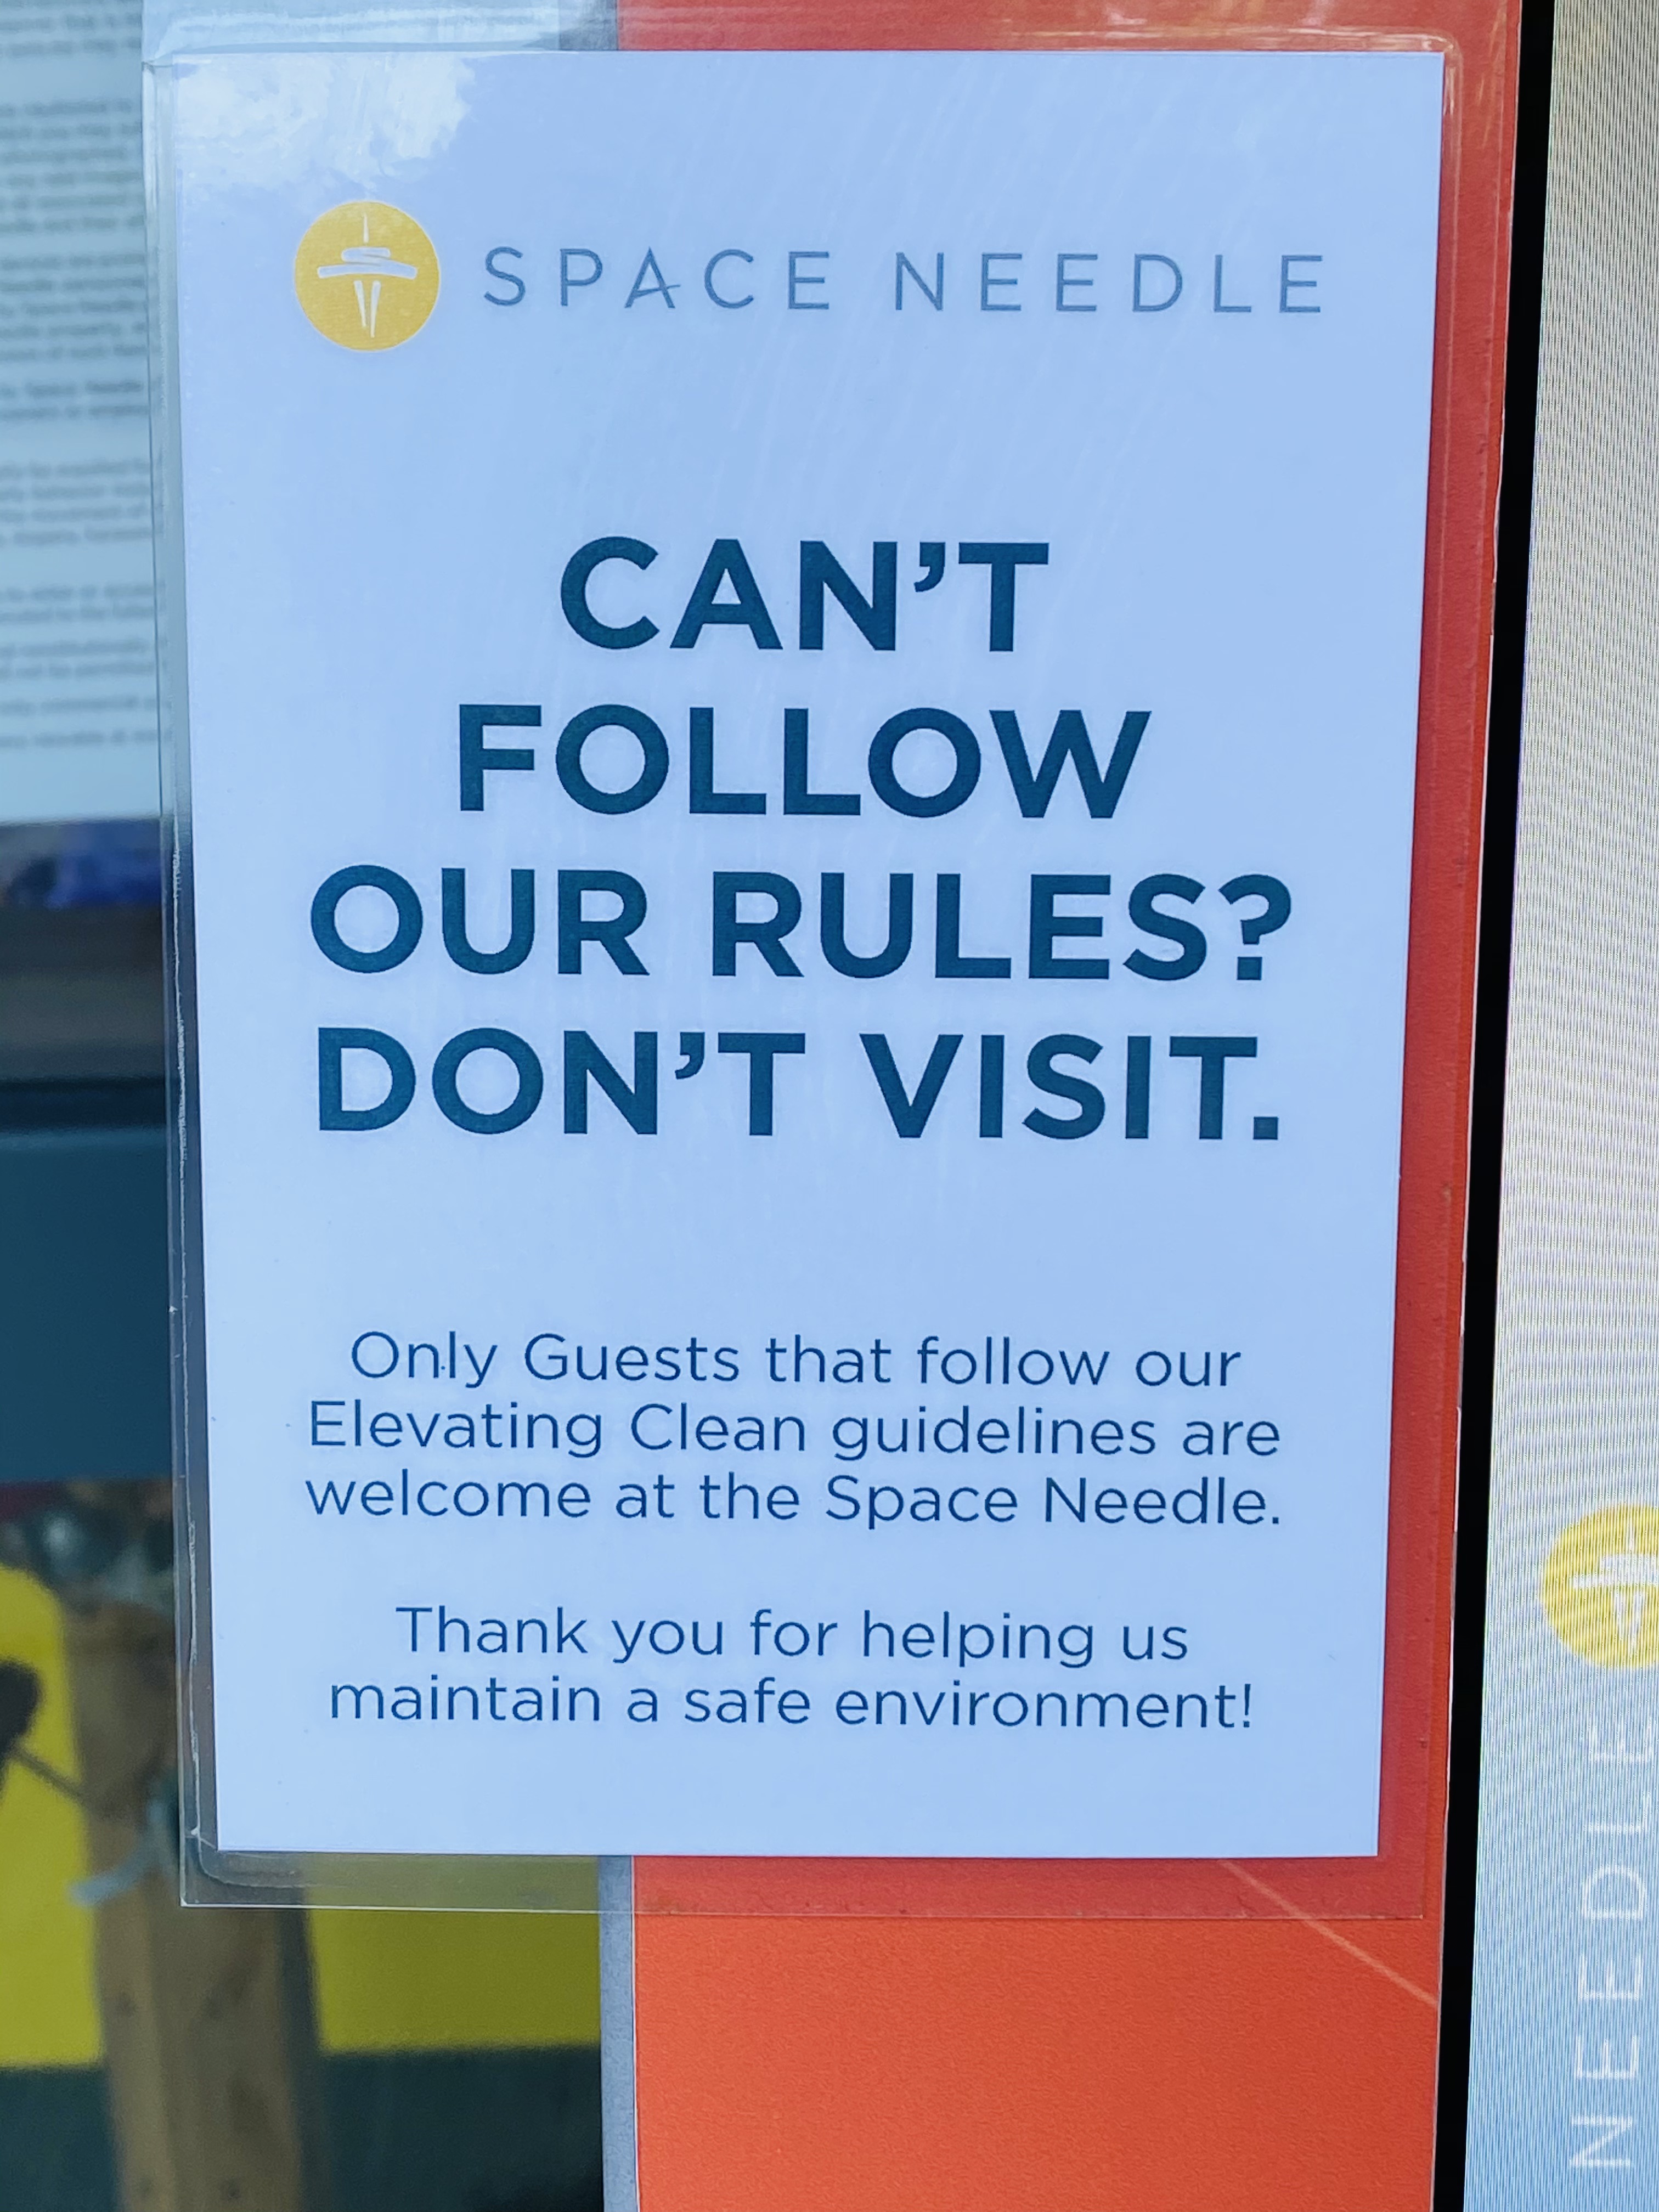 SPACE NEEDLE
CAN'T
FOLLOW
OUR RULES?
DON'T VISIT.
Only Guests that follow our
Elevating Clean guidelines are
welcome at the Space Needle.
Thank you for helping us
maintain a safe environment!
NEEDLE